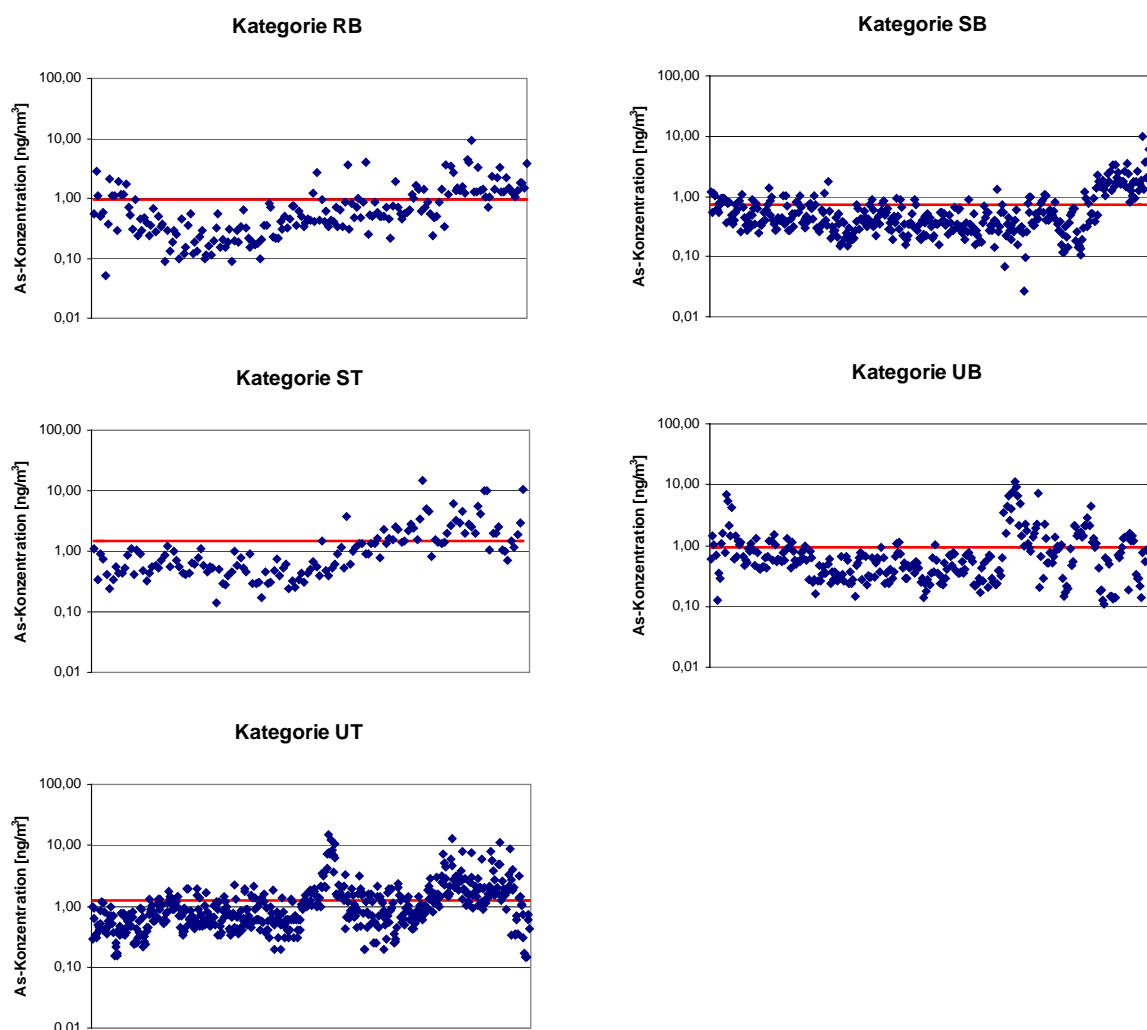 Kategorie RB
As-Konzentration [ng/nm³]
100,00
10,00
1,00
0,10
0,01
Kategorie SB
As-Konzentration [ng/m³]
100,00
10,00
1,00
0,10
0,01
Kategorie ST
As-Konzentration [ng/m³]
100,00
10,00
1,00
0,10
0,01
Kategorie UB
As-Konzentration [ng/m³]
100,00
10,00
1,00
0,10
0,01
Kategorie UT
As-Konzentration [ng/m³]
100,00
10,00
1,00
0,10
0,01